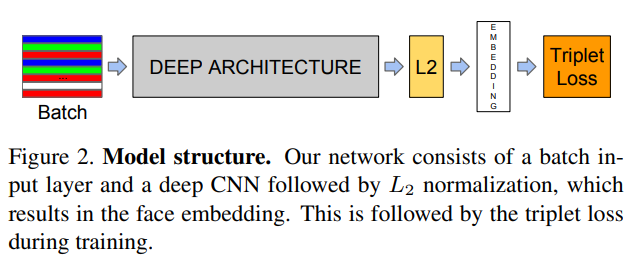 DEEP ARCHITECTURE
L2
EMBEDDING
Triplet
Loss
...
Batch
Figure 2. Model structure. Our network consists of a batch in-
put layer and a deep CNN followed by L2 normalization, which
results in the face embedding. This is followed by the triplet loss
during training.